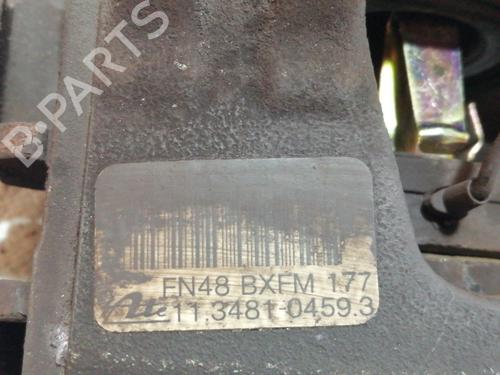 B-PARTS
FN48 BXFM 177
Ate 11.3481-0459.3